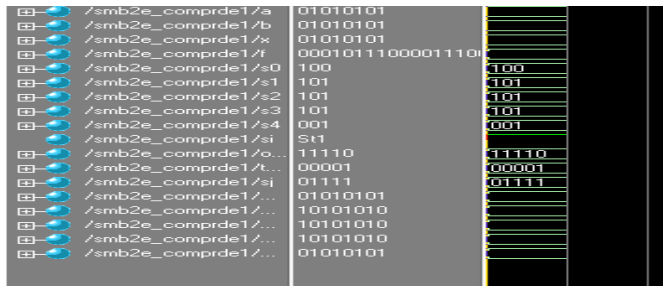 /smb2e_comprde1/a 01010101
/smb2e_comprde1/b 01010101
/smb2e_comprde1/x 01010101
/smb2e_comprde1/f 00010111000011101
/smb2e_comprde1/s0 100 100
/smb2e_comprde1/s1 101 101
/smb2e_comprde1/s2 101 101
/smb2e_comprde1/s3 101 101
/smb2e_comprde1/s4 001 001
/smb2e_comprde1/si St1
/smb2e_comprde1/o... 11110 11110
/smb2e_comprde1/t... 00001 00001
/smb2e_comprde1/sj 01111 01111
/smb2e_comprde1/... 01010101
/smb2e_comprde1/... 10101010
/smb2e_comprde1/... 10101010
/smb2e_comprde1/... 10101010
/smb2e_comprde1/... 01010101